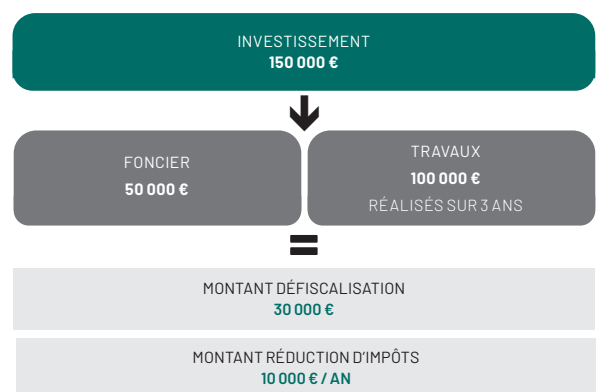 INVESTISSEMENT
150 000 €
FONCIER
50 000 €
TRAVAUX
100 000 €
RÉALISÉS SUR 3 ANS
=
MONTANT DÉFISCALISATION
30 000 €
MONTANT RÉDUCTION D'IMPÔTS
10 000 € / AN